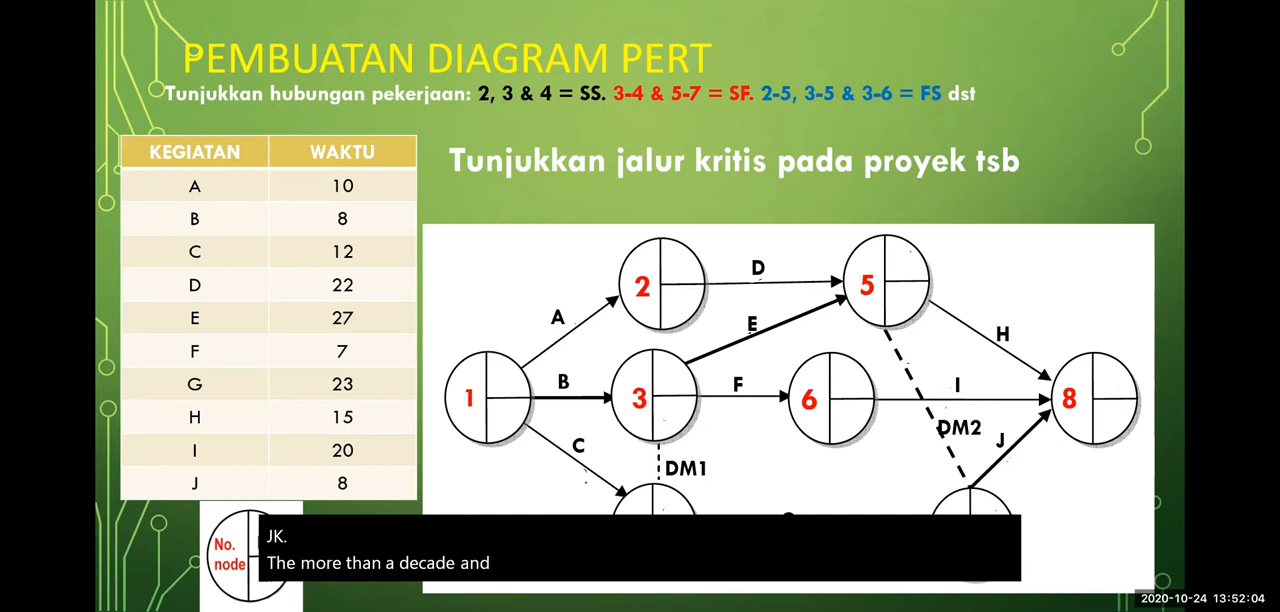 PEMBUATAN DIAGRAM PERT
Tunjukkan hubungan pekerjaan: 2, 3 & 4 = SS. 3-4 & 5-7 = SF. 2-5, 3-5 & 3-6 = FS dst
Tunjukkan jalur kritis pada proyek tsb
KEGIATAN WAKTU
A 10
B 8
C 12
D 22
E 27
F 7
G 23
H 15
I 20
J 8
2
D
5
A
E
H
1
B
3
F
6
I
8
C
DM1
DM2
J
No.
node
JK.
The more than a decade and
2020-10-24 13:52:04